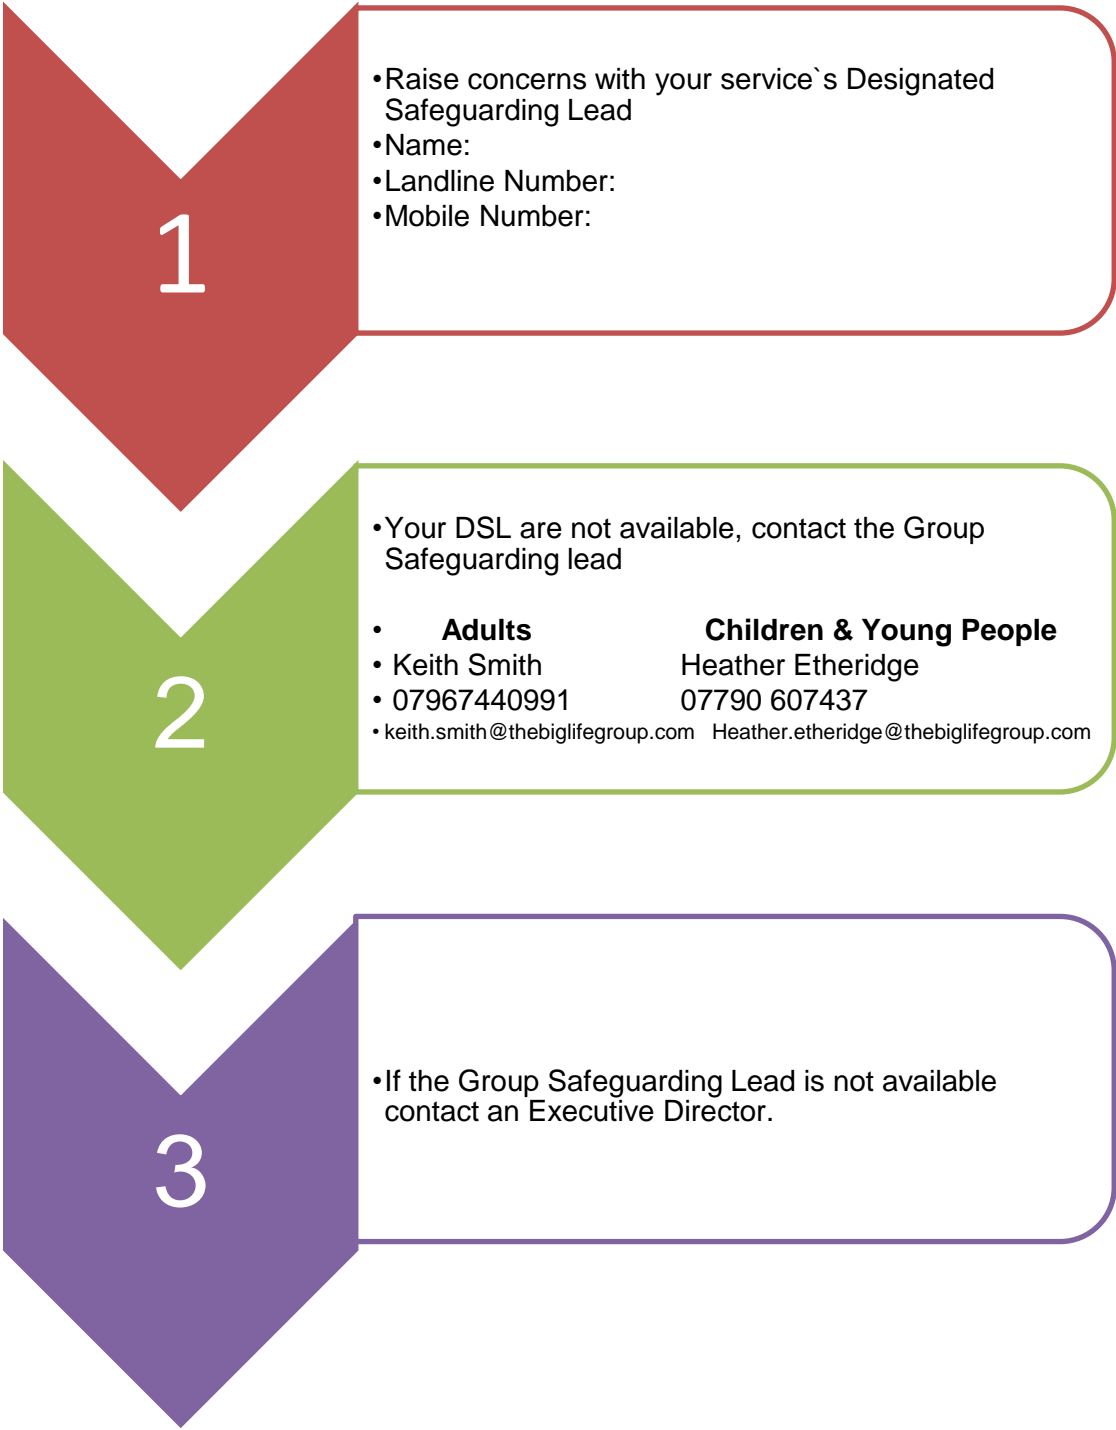 1
•Raise concerns with your service`s Designated
Safeguarding Lead
•Name:
•Landline Number:
•Mobile Number:
2
•Your DSL are not available, contact the Group
Safeguarding lead
• Adults Children & Young People
• Keith Smith Heather Etheridge
• 07967440991 07790 607437
• keith.smith@thebiglifegroup.com Heather.etheridge@thebiglifegroup.com
3
•If the Group Safeguarding Lead is not available
contact an Executive Director.